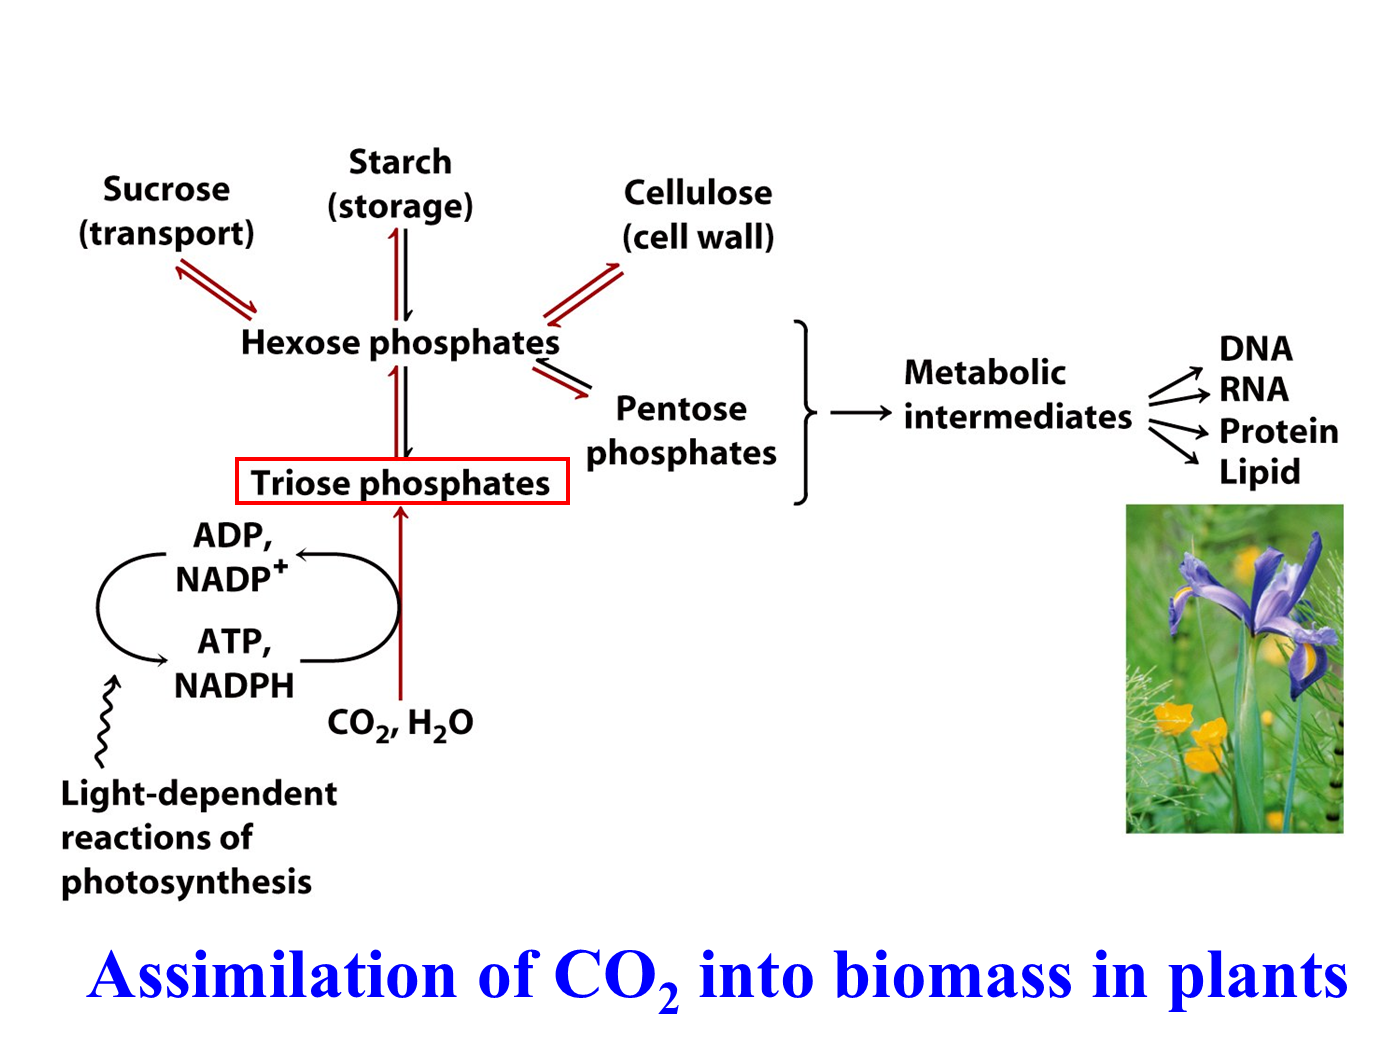 Starch
(storage)
Sucrose
(transport)
Cellulose
(cell wall)
Hexose phosphates
Pentose
phosphates
Metabolic
intermediates
DNA
RNA
Protein
Lipid
Triose phosphates
ADP,
NADP⁺
ATP,
NADPH
CO₂, H₂O
Light-dependent
reactions of
photosynthesis
Assimilation of CO₂ into biomass in plants